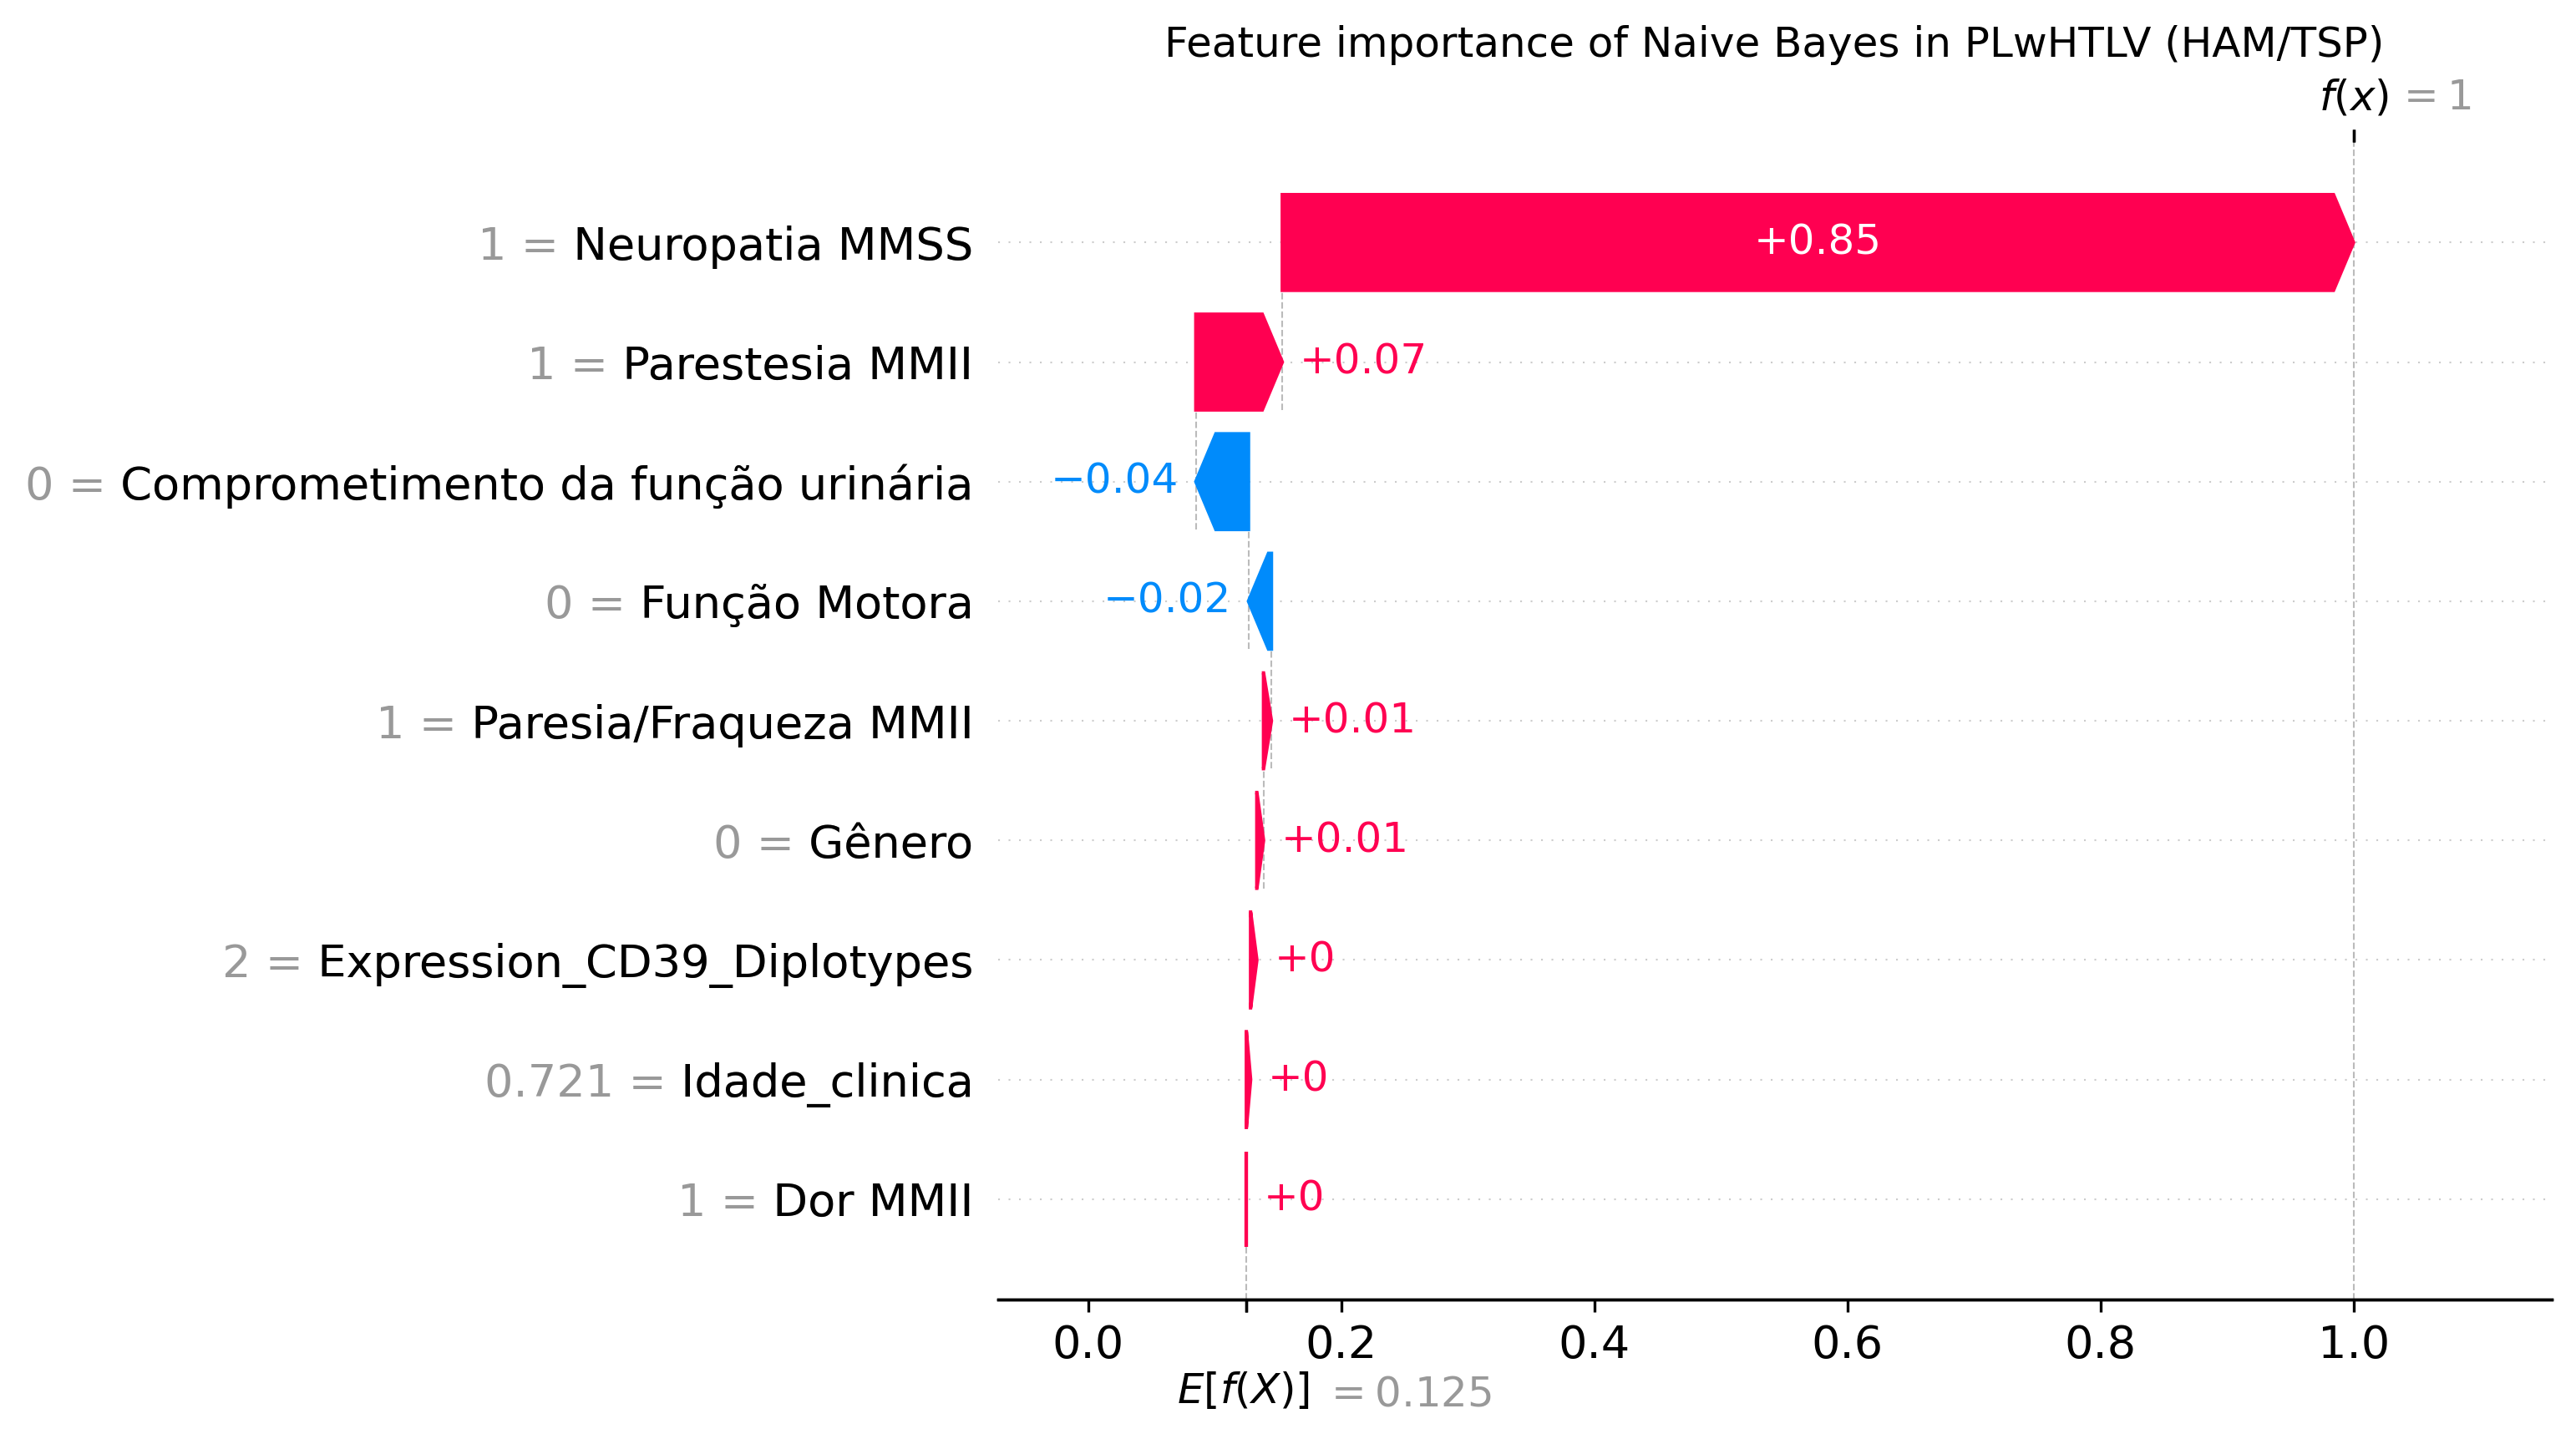 Feature importance of Naive Bayes in PLwHTLV (HAM/TSP)
f(x) = 1
1 = Neuropatia MMSS +0.85
1 = Parestesia MMII +0.07
0 = Comprometimento da função urinária −0.04
0 = Função Motora −0.02
1 = Paresia/Fraqueza MMII +0.01
0 = Gênero +0.01
2 = Expression_CD39_Diplotypes +0
0.721 = Idade_clinica +0
1 = Dor MMII +0
0.0 0.2 0.4 0.6 0.8 1.0
E[f(X)] = 0.125